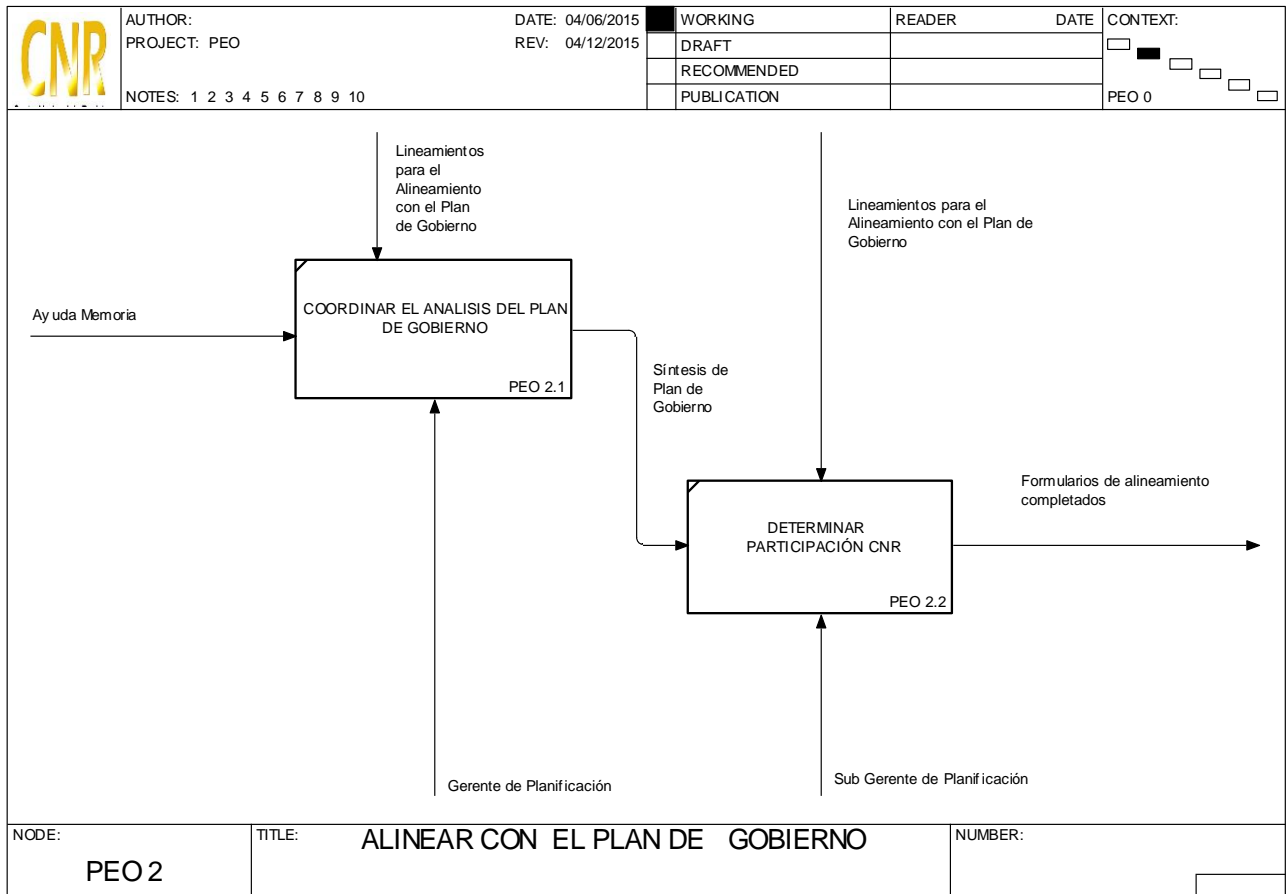 CNR
AUTHOR:
PROJECT: PEO
NOTES: 1 2 3 4 5 6 7 8 9 10
DATE: 04/06/2015
REV: 04/12/2015
WORKING
DRAFT
RECOMMENDED
PUBLICATION
READER DATE
CONTEXT:
PEO 0
Lineamientos
para el
Alineamiento
con el Plan
de Gobierno
Lineamientos para el
Alineamiento con el Plan de
Gobierno
Ayuda Memoria
COORDINAR EL ANALISIS DEL PLAN
DE GOBIERNO
PEO 2.1
Síntesis de
Plan de
Gobierno
Formularios de alineamiento
completados
DETERMINAR
PARTICIPACIÓN CNR
PEO 2.2
Gerente de Planificación
Sub Gerente de Planificación
NODE:
PEO 2
TITLE:
ALINEAR CON EL PLAN DE GOBIERNO
NUMBER: